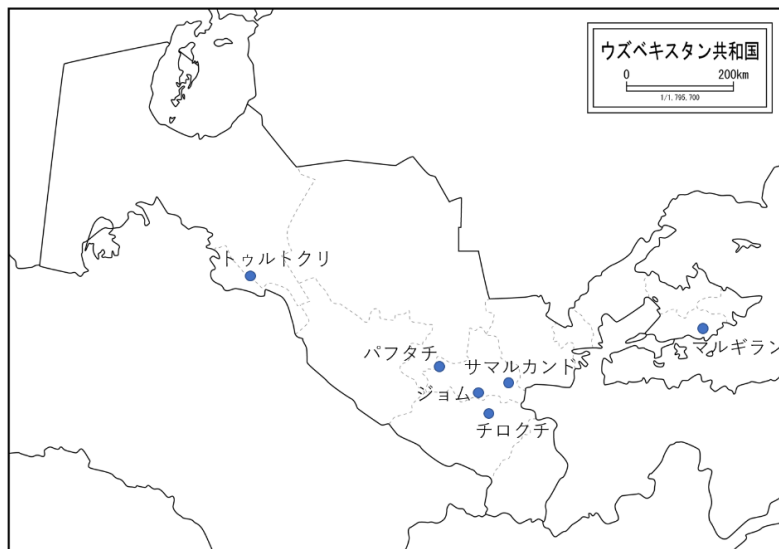 ウズベキスタン共和国
0 200km
1/1,795,700
トゥルトクリ
マルギラン
パフタチ
サマルカンド
ジョム
チロクチ